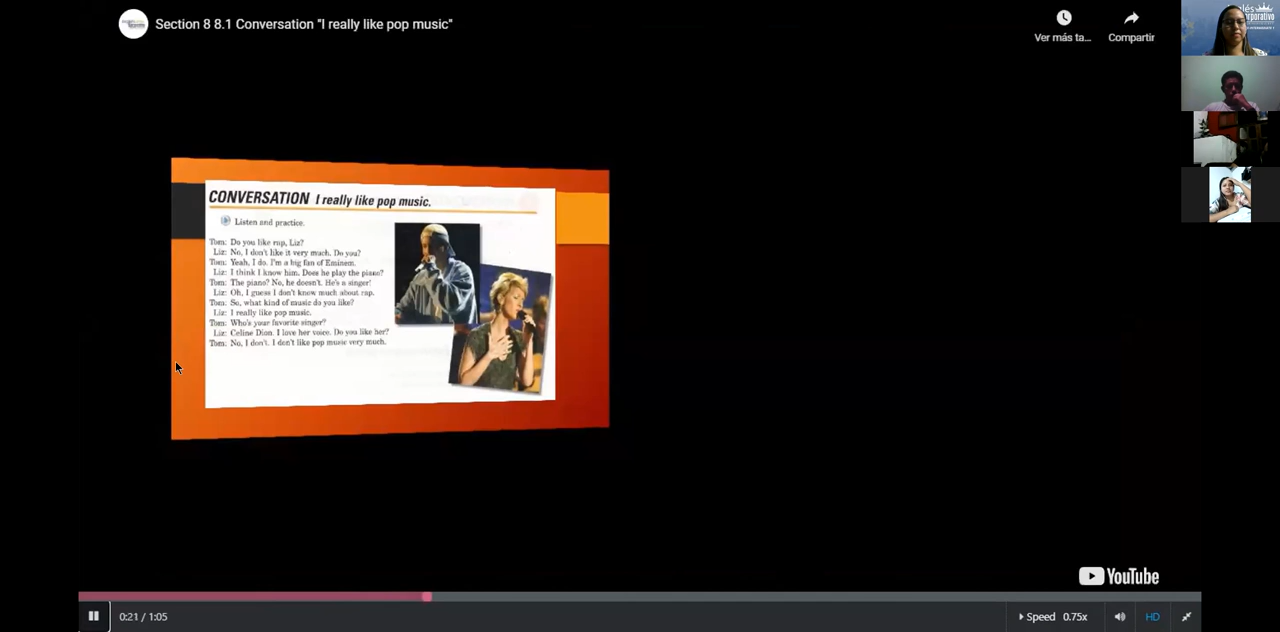 Section 8 8.1 Conversation "I really like pop music"
Ver más ta...
Compartir
CONVERSATION I really like pop music.
Listen and practice.
Tom: Do you like rap, Liz?
Liz: No, I don't like it very much. Do you?
Tom: Yeah, I do. I'm a big fan of Eminem.
Liz: I think I know him. Does he play the piano?
Tom: The piano? No, he doesn't. He's a singer!
Liz: Oh, I guess I don't know much about rap.
Tom: So, what kind of music do you like?
Liz: I really like pop music.
Tom: Who's your favorite singer?
Liz: Celine Dion. I love her voice. Do you like her?
Tom: No, I don't. I don't like pop music very much.
YouTube
0:21 / 1:05
Speed 0.75x
HD